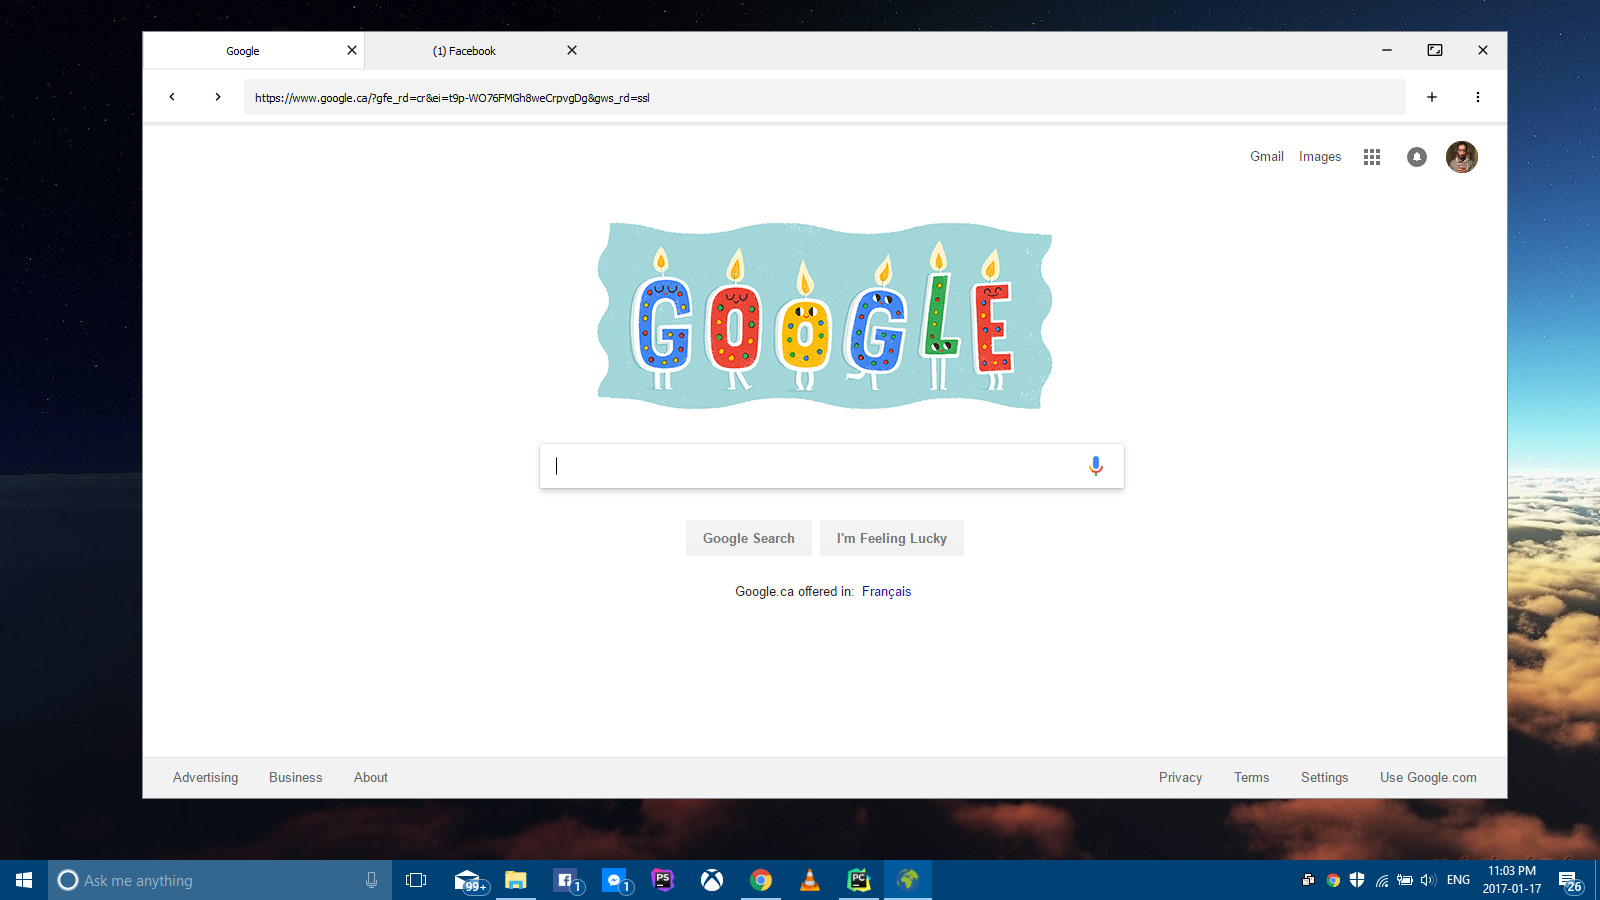 Google
(1) Facebook
https://www.google.ca/?gfe_rd=cr&ei=t9p-WO76FMGh8weCrpvgDg&gws_rd=ssl
Gmail Images
GOOGLE
Google Search I'm Feeling Lucky
Google.ca offered in: Français
Advertising Business About Privacy Terms Settings Use Google.com
Ask me anything 99+ 1 1 PS PC ENG 11:03 PM
2017-01-17 26